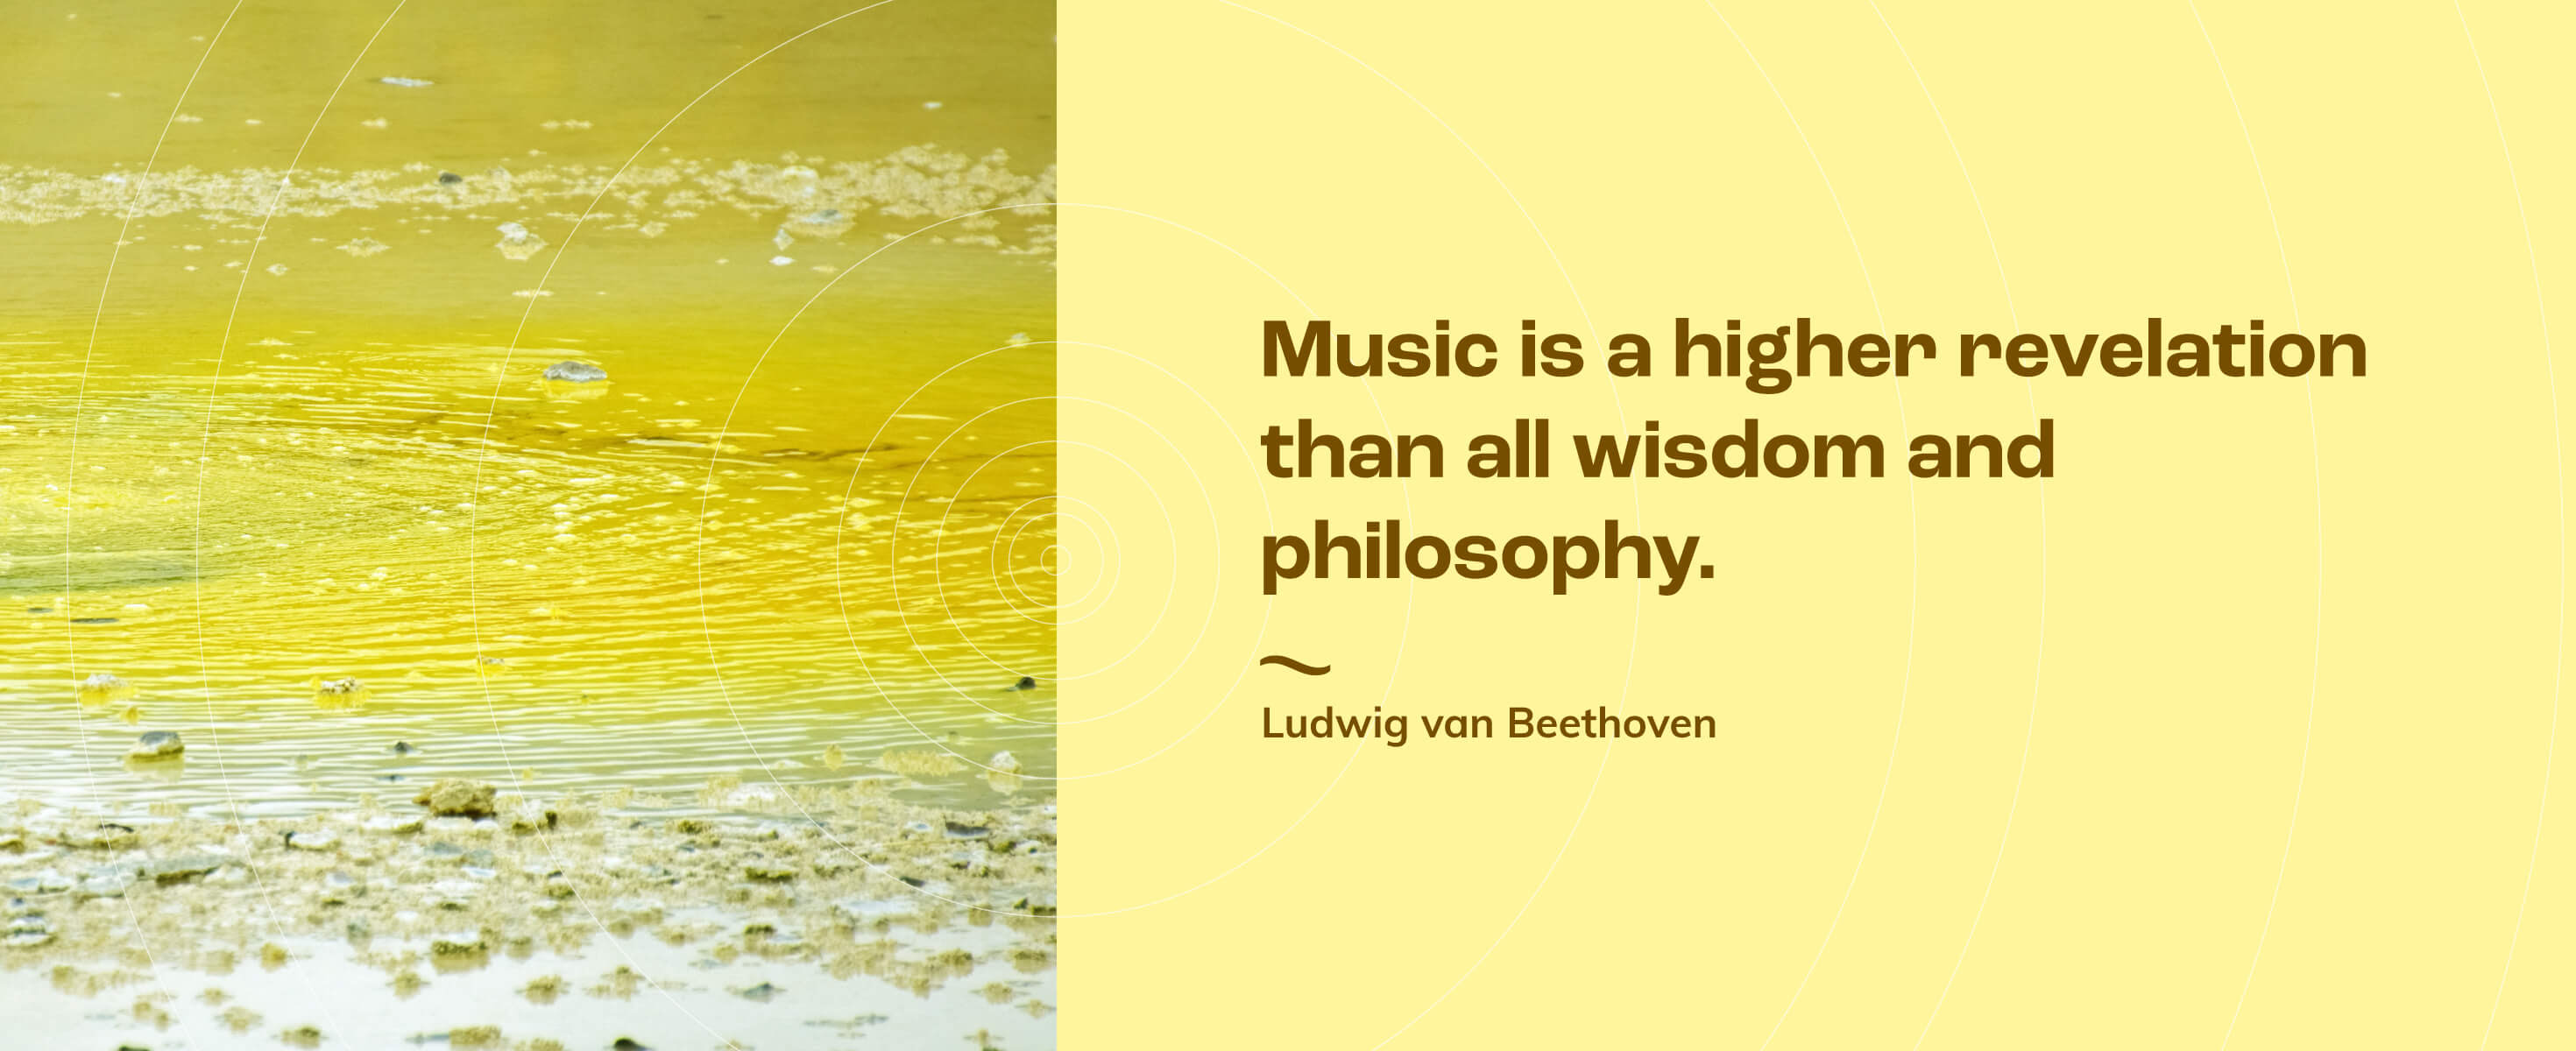 Music is a higher revelation
than all wisdom and
philosophy.
~
Ludwig van Beethoven